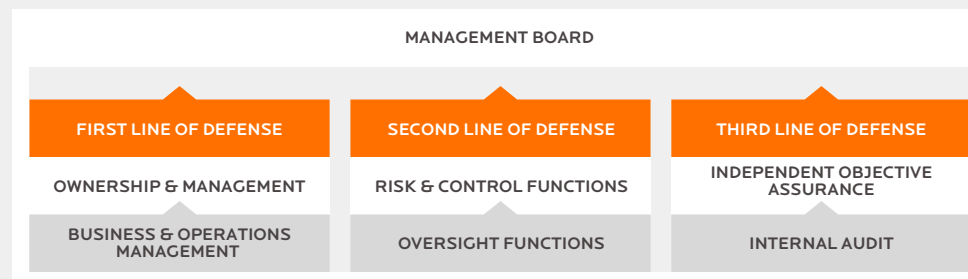 MANAGEMENT BOARD
FIRST LINE OF DEFENSE
SECOND LINE OF DEFENSE
THIRD LINE OF DEFENSE
OWNERSHIP & MANAGEMENT
RISK & CONTROL FUNCTIONS
INDEPENDENT OBJECTIVE
ASSURANCE
BUSINESS & OPERATIONS
MANAGEMENT
OVERSIGHT FUNCTIONS
INTERNAL AUDIT